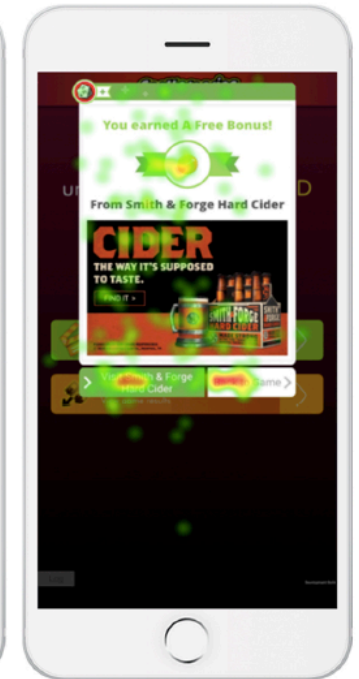 You earned A Free Bonus!
From Smith & Forge Hard Cider
CIDER
THE WAY IT'S SUPPOSED
TO TASTE.
FIND IT >
SMITH & FORGE
HARD CIDER
Smith & Forge
Hard Cider
Game
D